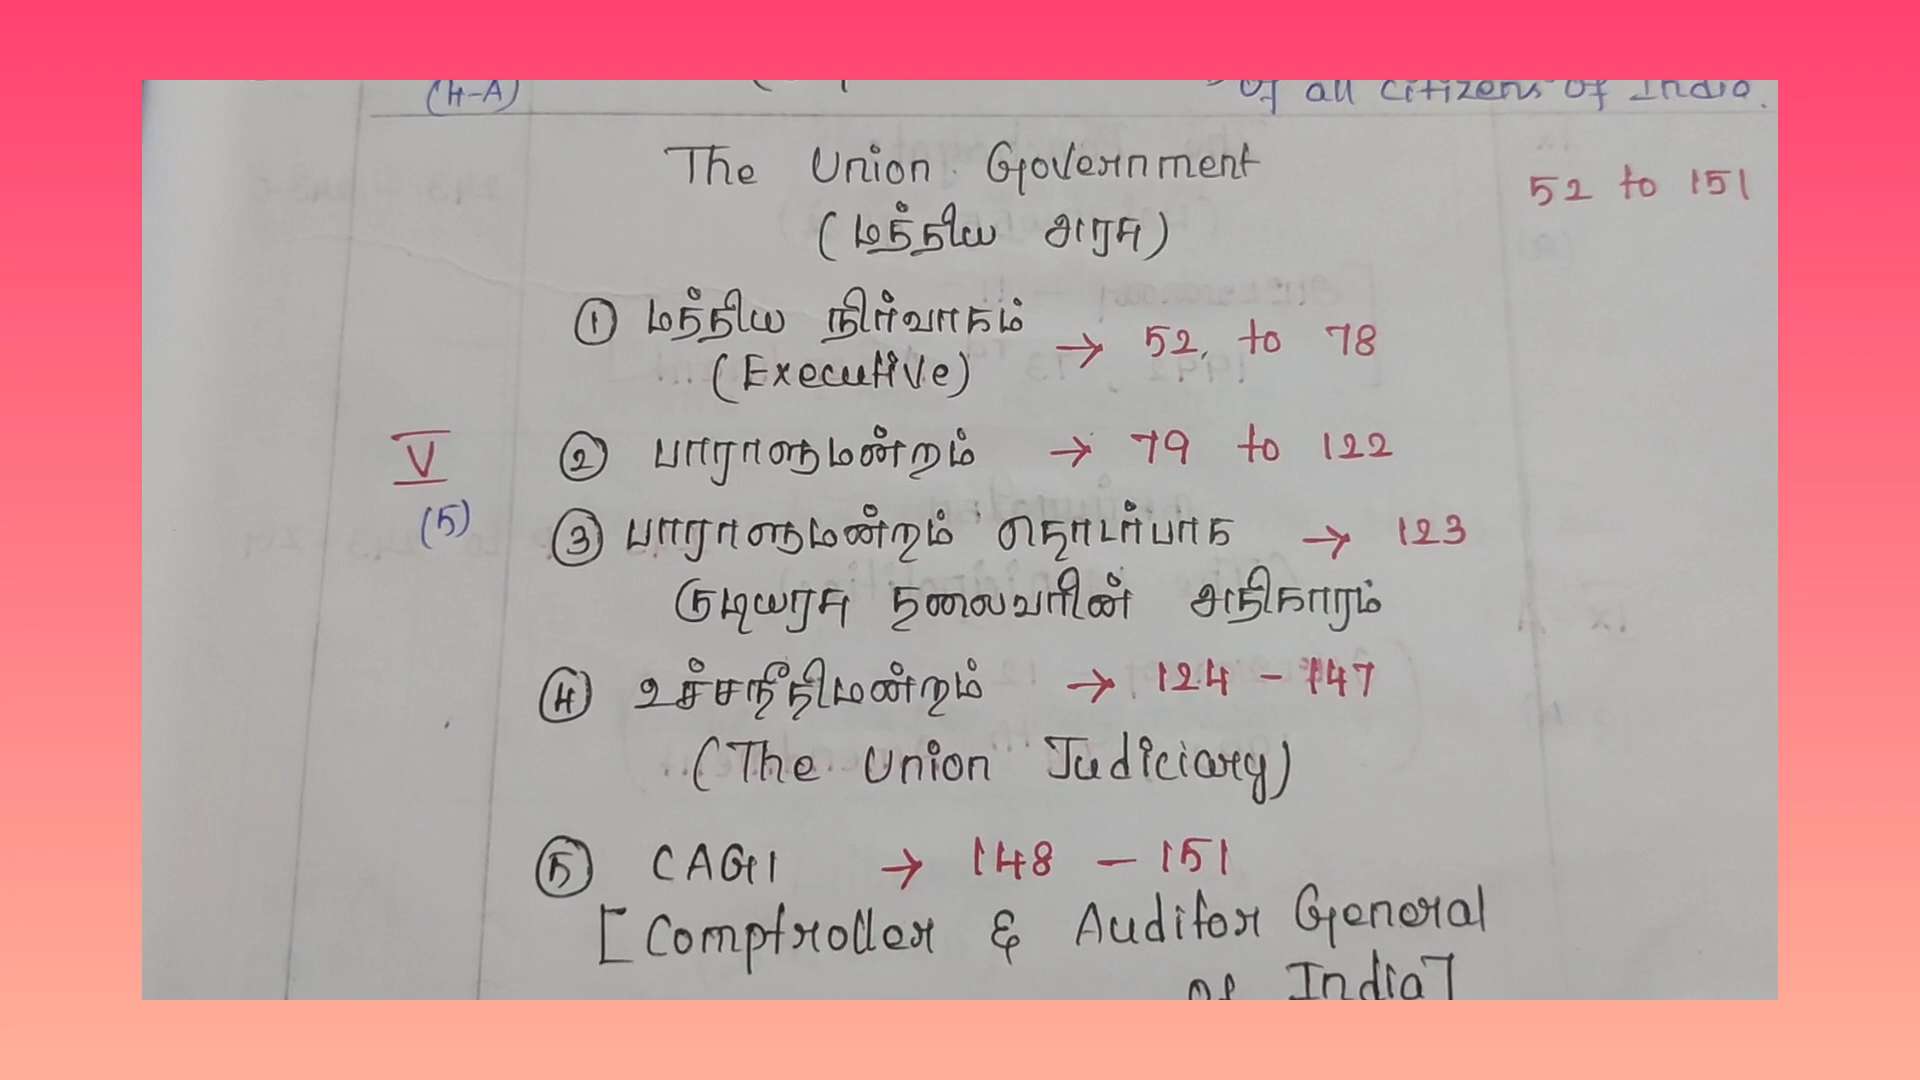 (4-A) of all citizens of India.
The Union Government 52 to 151
(மத்திய அரசு)
① மத்திய நிர்வாகம் → 52 to 78
(Executive)
V ② பாராளுமன்றம் → 79 to 122
(5) ③ பாராளுமன்றம் தொடர்பாக → 123
குடியரசு தலைவரின் அதிகாரம்
④ உச்சநீதிமன்றம் → 124 - 147
(The Union Judiciary)
⑤ CAG → 148 - 151
[Comptroller & Auditor General
of India]